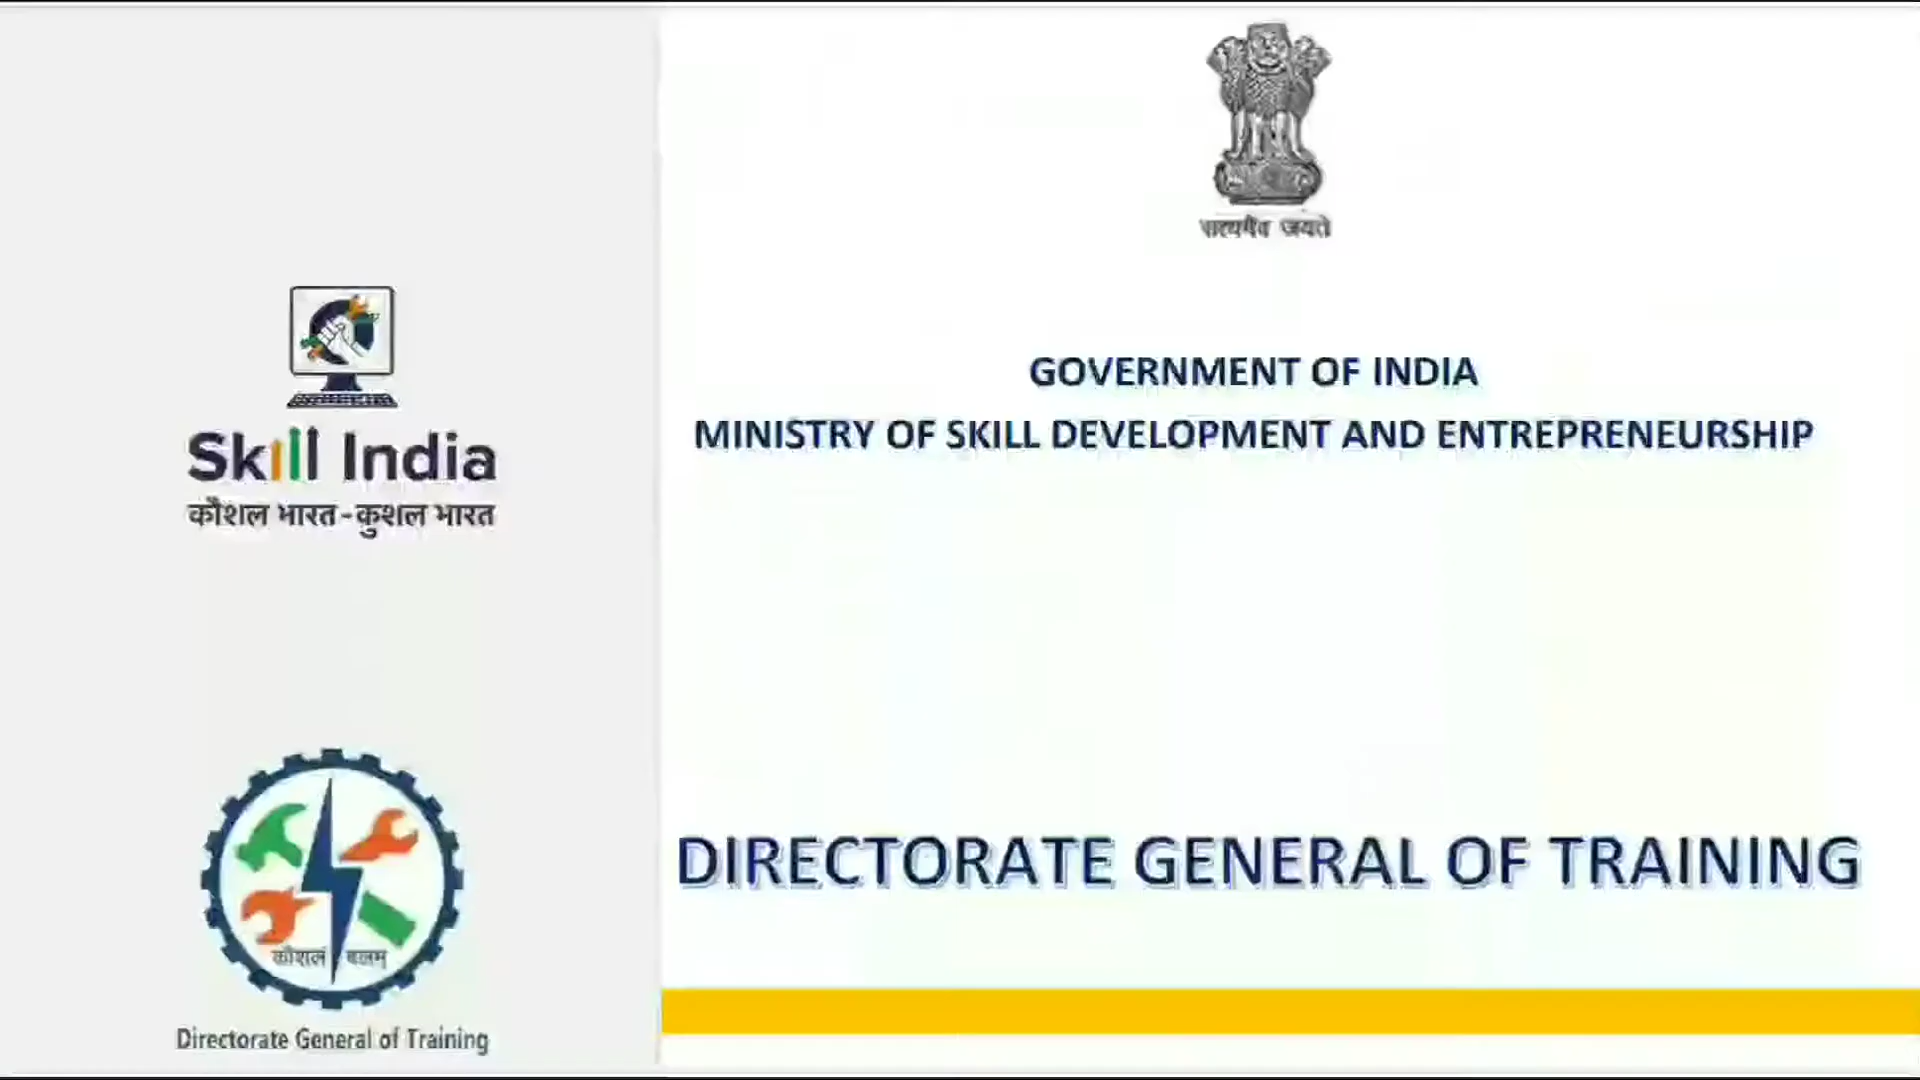 Skill India
कौशल भारत-कुशल भारत
कौशलं बलम्
Directorate General of Training
सत्यमेव जयते
GOVERNMENT OF INDIA
MINISTRY OF SKILL DEVELOPMENT AND ENTREPRENEURSHIP
DIRECTORATE GENERAL OF TRAINING